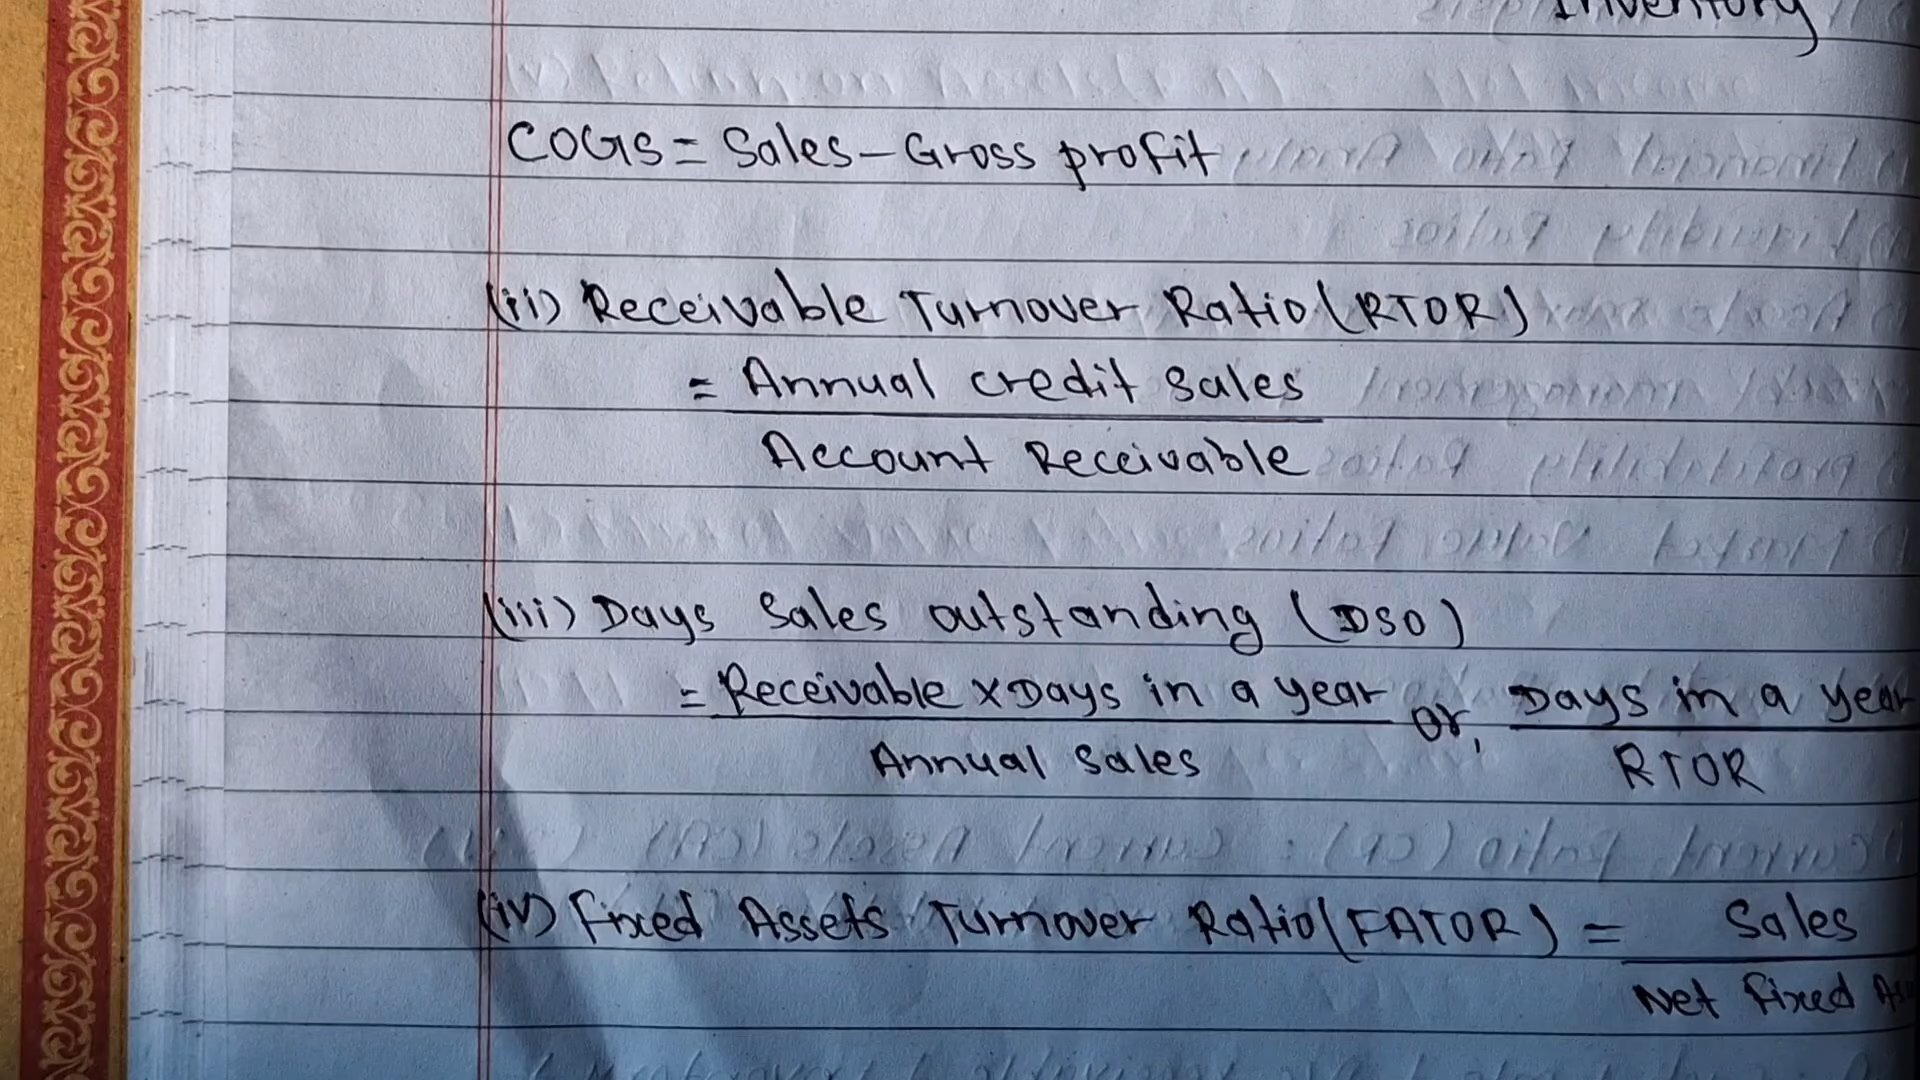 Inventory
COGS = Sales - Gross profit
(ii) Receivable Turnover Ratio (RTOR)
= Annual credit sales
Account Receivable
(iii) Days Sales outstanding (DSO)
= Receivable x Days in a year or, Days in a year
Annual Sales RTOR
(iv) Fixed Assets Turnover Ratio (FATOR) = Sales
Net Fixed